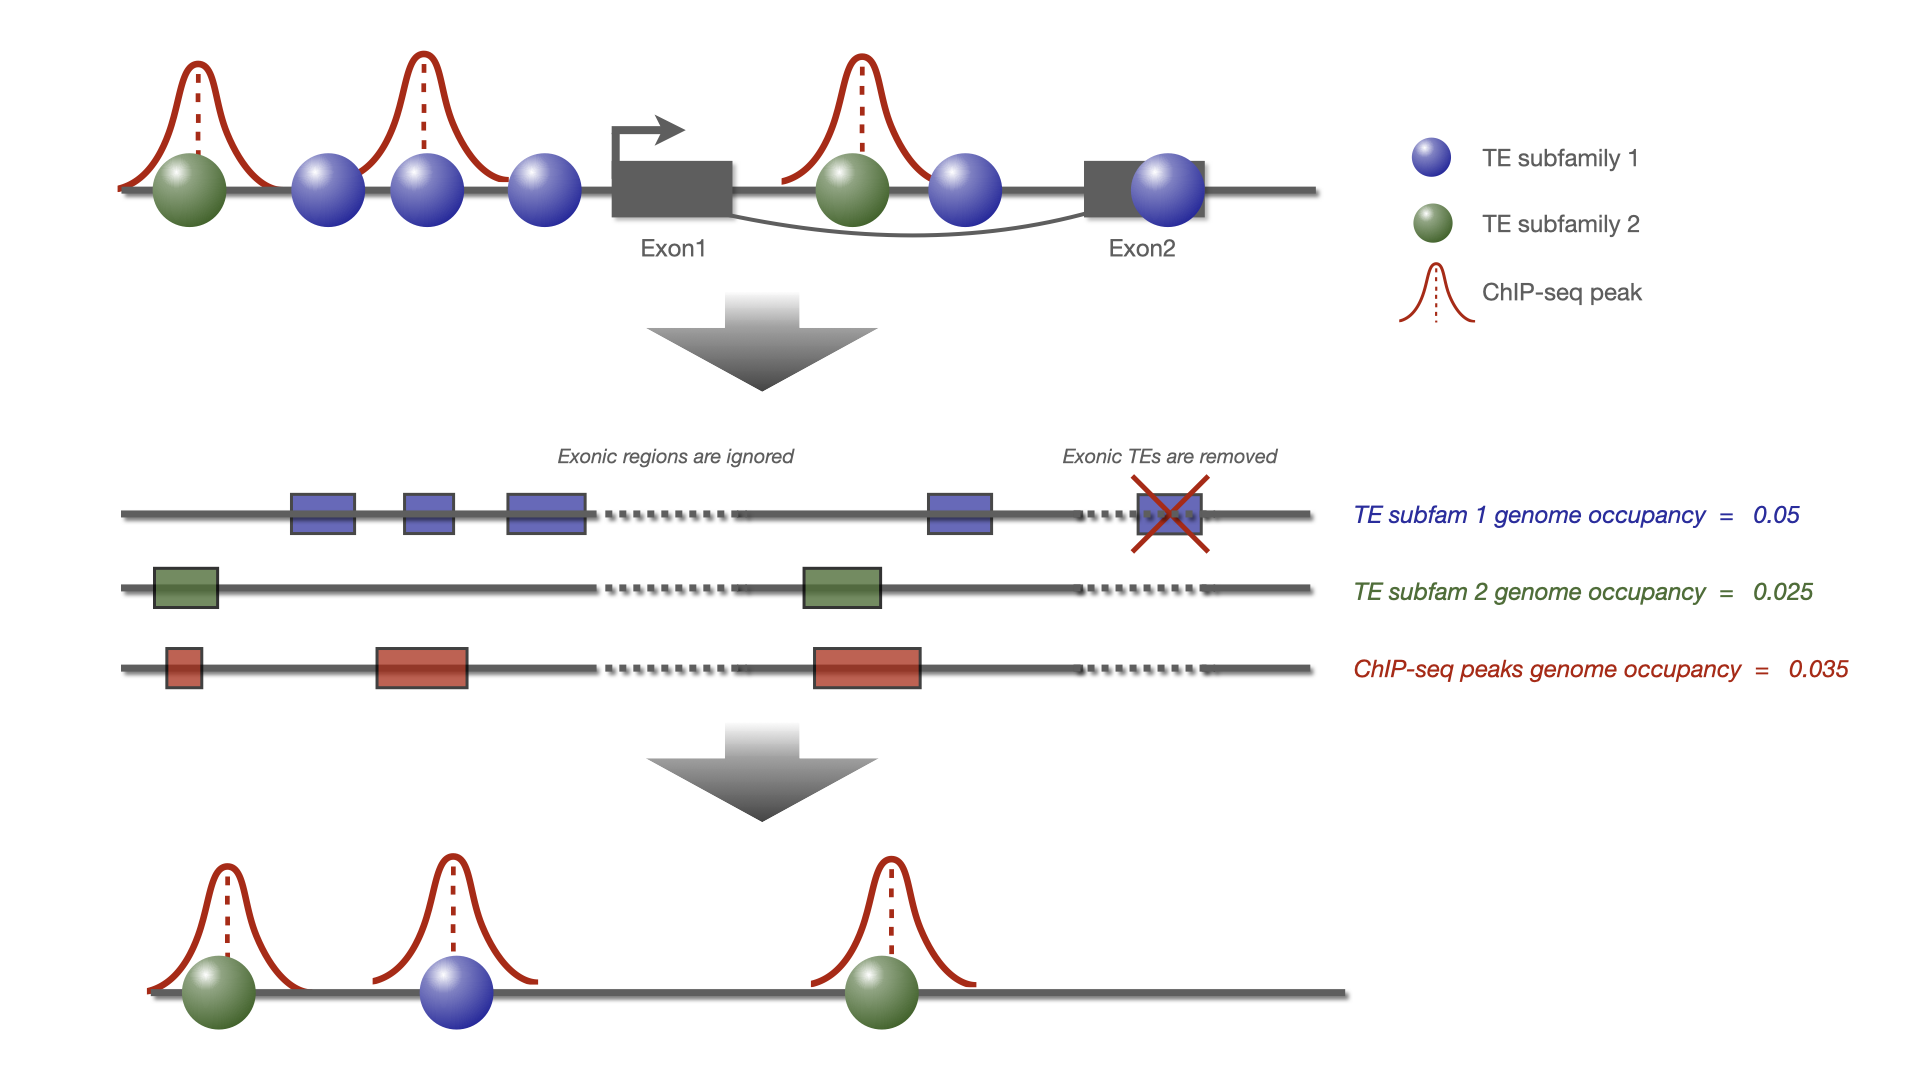 TE subfamily 1
TE subfamily 2
ChIP-seq peak
Exon1
Exon2
Exonic regions are ignored
Exonic TEs are removed
TE subfam 1 genome occupancy = 0.05
TE subfam 2 genome occupancy = 0.025
ChIP-seq peaks genome occupancy = 0.035